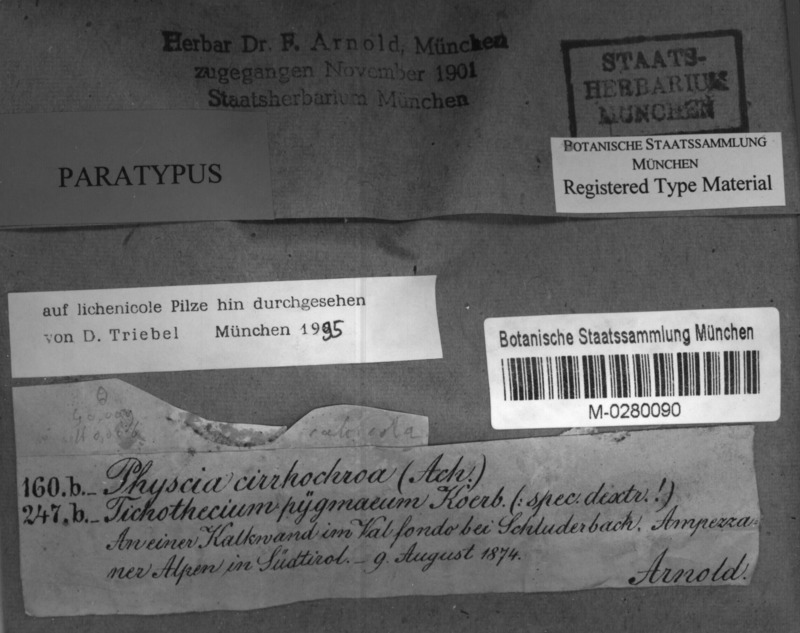 Herbar Dr. F. Arnold, München
zugegangen November 1901
Staatsherbarium München
STAATS-
HERBARIUM
MÜNCHEN
PARATYPUS
BOTANISCHE STAATSSAMMLUNG
MÜNCHEN
Registered Type Material
auf lichenicole Pilze hin durchgesehen
von D. Triebel München 1995
Botanische Staatssammlung München
M-0280090
160.b._ Physcia cirrhochroa (Ach.)
247.b._ Tichothecium pÿgmaeum Koerb. (: spec. dextr. !)
An einer Kalkwand im Val fondo bei Schluderbach. Ampezza-
ner Alpen in Südtirol. _ 9. August 1874.
Arnold.